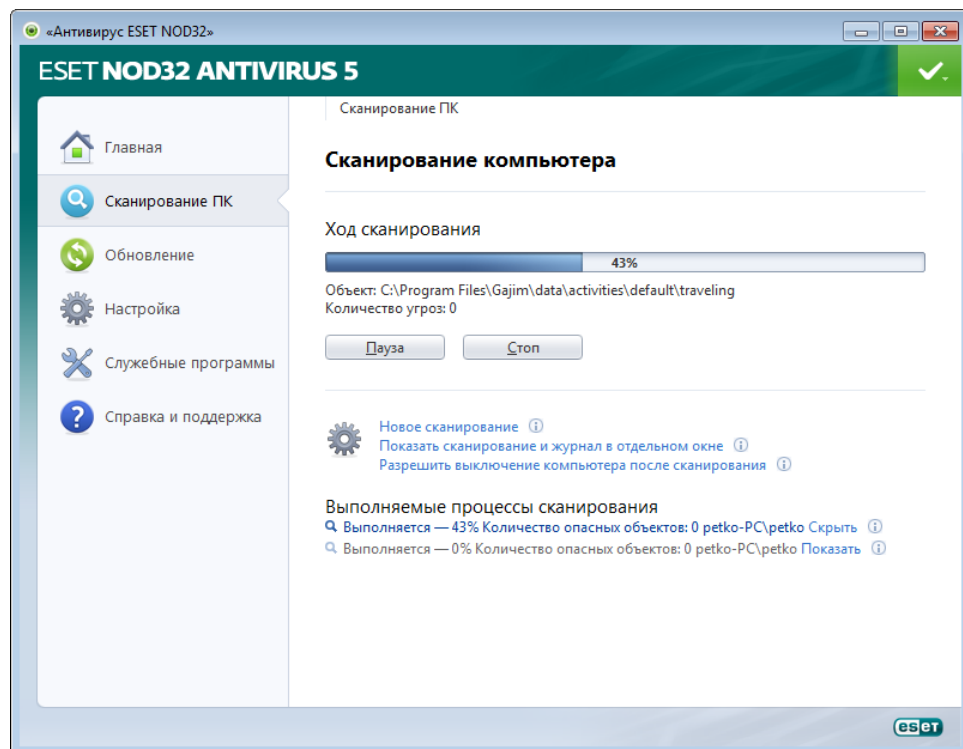 «Антивирус ESET NOD32»
ESET NOD32 ANTIVIRUS 5
Главная
Сканирование ПК
Обновление
Настройка
Служебные программы
Справка и поддержка
Сканирование ПК
Сканирование компьютера
Ход сканирования
43%
Объект: C:\Program Files\Gajim\data\activities\default\traveling
Количество угроз: 0
Пауза
Стоп
Новое сканирование
Показать сканирование и журнал в отдельном окне
Разрешить выключение компьютера после сканирования
Выполняемые процессы сканирования
Выполняется — 43% Количество опасных объектов: 0 petko-PC\petko Скрыть
Выполняется — 0% Количество опасных объектов: 0 petko-PC\petko Показать
eset